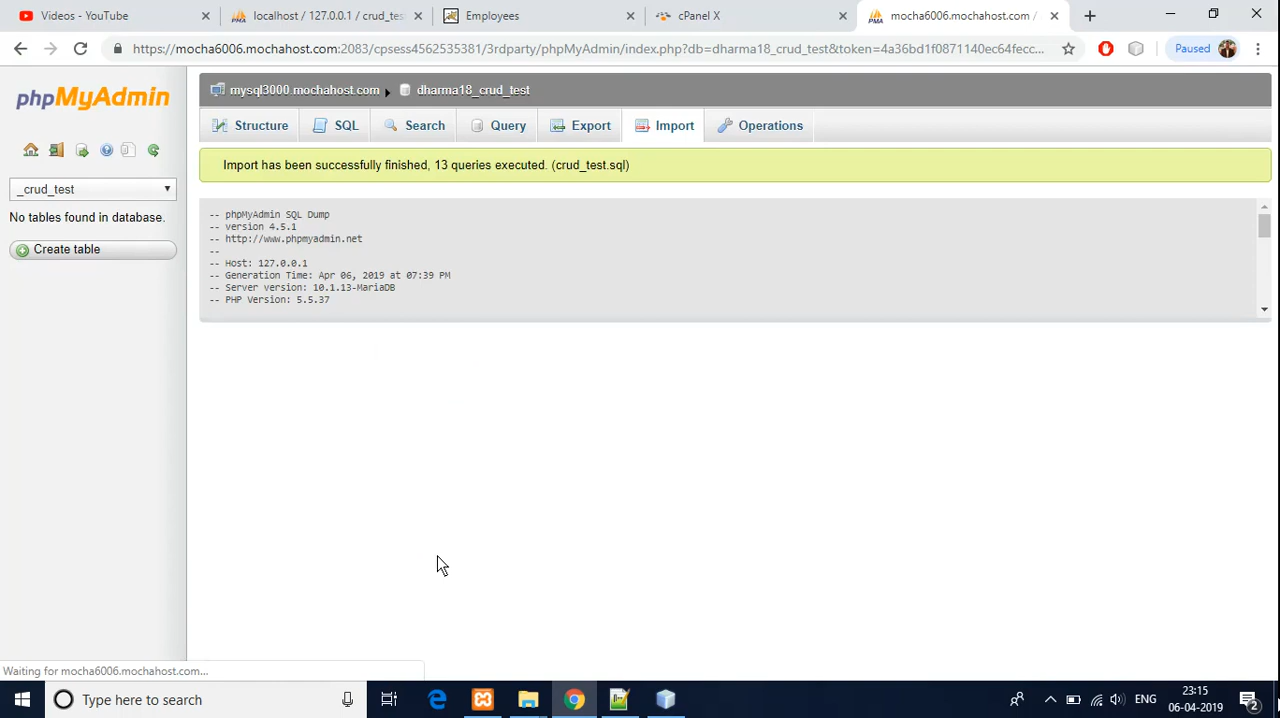 Videos - YouTube
localhost / 127.0.0.1 / crud_tes
Employees
cPanel X
mocha6006.mochahost.com /
https://mocha6006.mochahost.com:2083/cpsess4562535381/3rdparty/phpMyAdmin/index.php?db=dharma18_crud_test&token=4a36bd1f0871140ec64fecc...
Paused
phpMyAdmin
mysql3000.mochahost.com
dharma18_crud_test
Structure
SQL
Search
Query
Export
Import
Operations
_crud_test
No tables found in database.
Create table
Import has been successfully finished, 13 queries executed. (crud_test.sql)
-- phpMyAdmin SQL Dump
-- version 4.5.1
-- http://www.phpmyadmin.net
--
-- Host: 127.0.0.1
-- Generation Time: Apr 06, 2019 at 07:39 PM
-- Server version: 10.1.13-MariaDB
-- PHP Version: 5.5.37
Waiting for mocha6006.mochahost.com...
Type here to search
ENG
23:15
06-04-2019
2